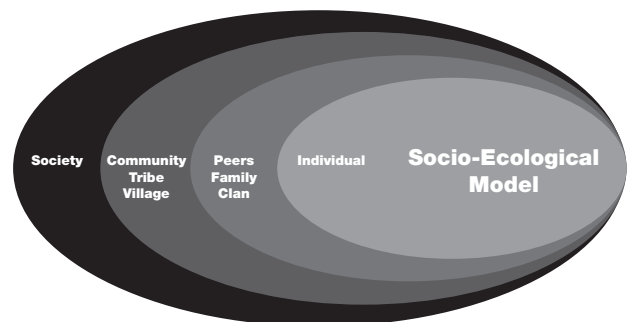 Society
Community
Tribe
Village
Peers
Family
Clan
Individual
Socio-Ecological
Model